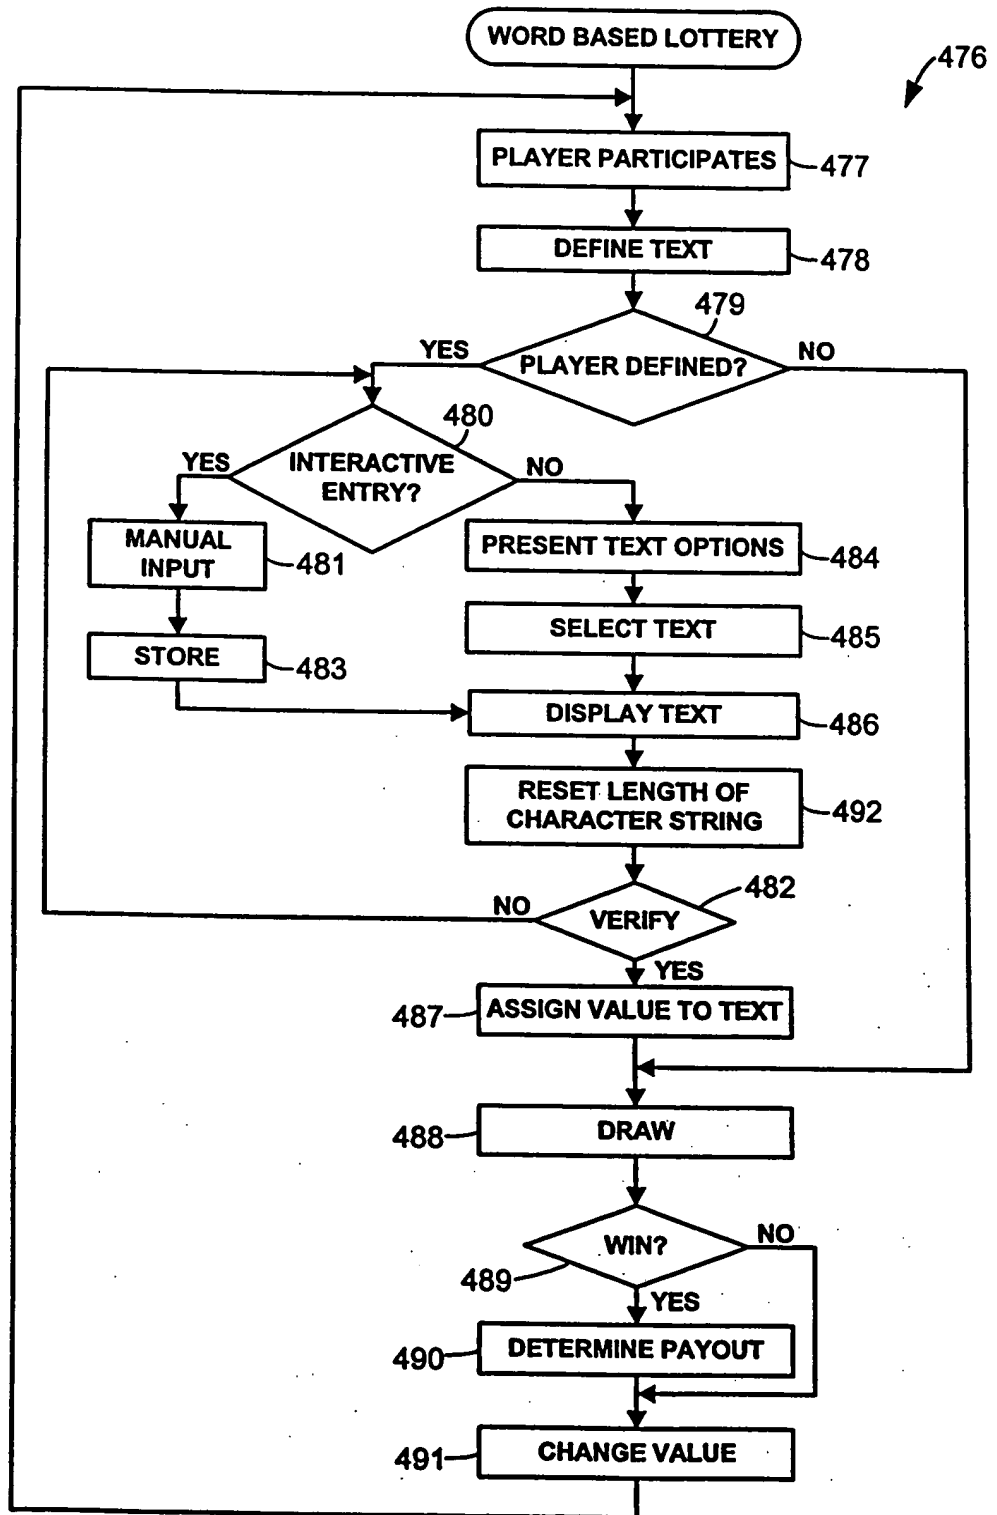 WORD BASED LOTTERY
476
PLAYER PARTICIPATES
477
DEFINE TEXT
478
479
PLAYER DEFINED?
YES
NO
480
INTERACTIVE
ENTRY?
YES
NO
MANUAL
INPUT
481
PRESENT TEXT OPTIONS
484
SELECT TEXT
485
STORE
483
DISPLAY TEXT
486
RESET LENGTH OF
CHARACTER STRING
492
482
VERIFY
NO
YES
487
ASSIGN VALUE TO TEXT
488
DRAW
WIN?
NO
489
YES
490
DETERMINE PAYOUT
491
CHANGE VALUE